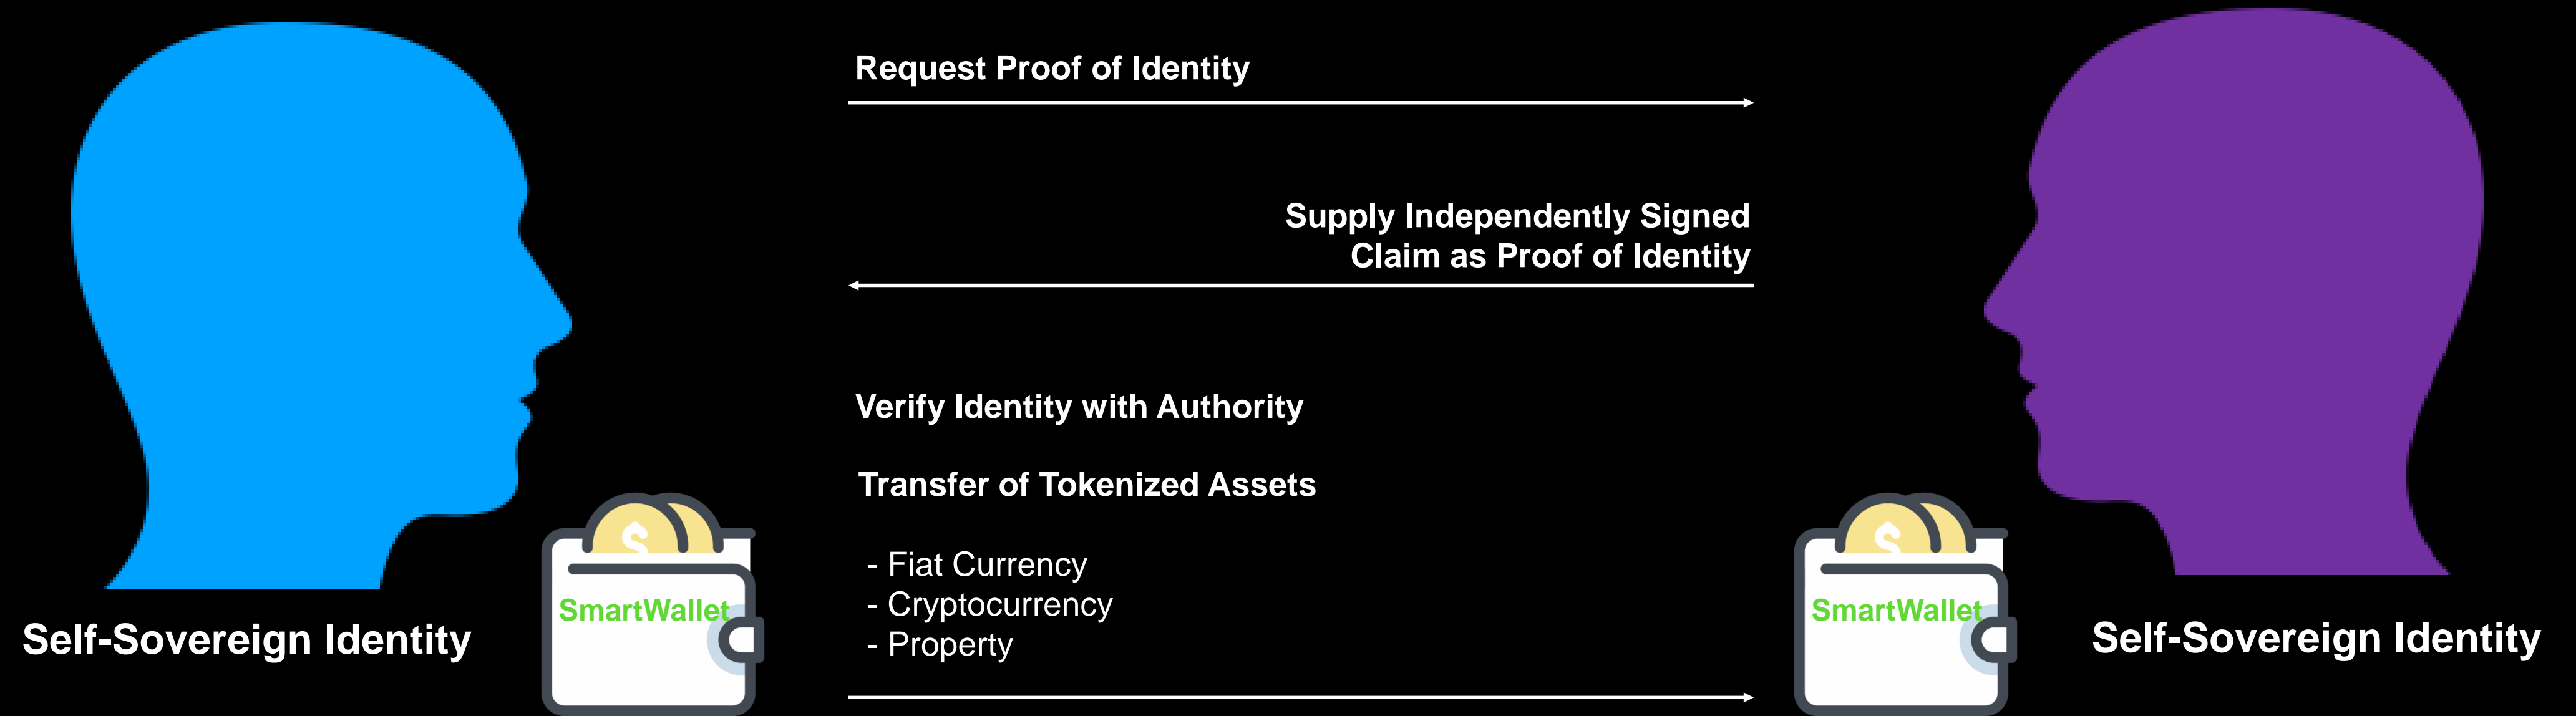 Request Proof of Identity
Supply Independently Signed
Claim as Proof of Identity
Verify Identity with Authority
Transfer of Tokenized Assets
- Fiat Currency
- Cryptocurrency
- Property
$
SmartWallet
Self-Sovereign Identity
$
SmartWallet
Self-Sovereign Identity